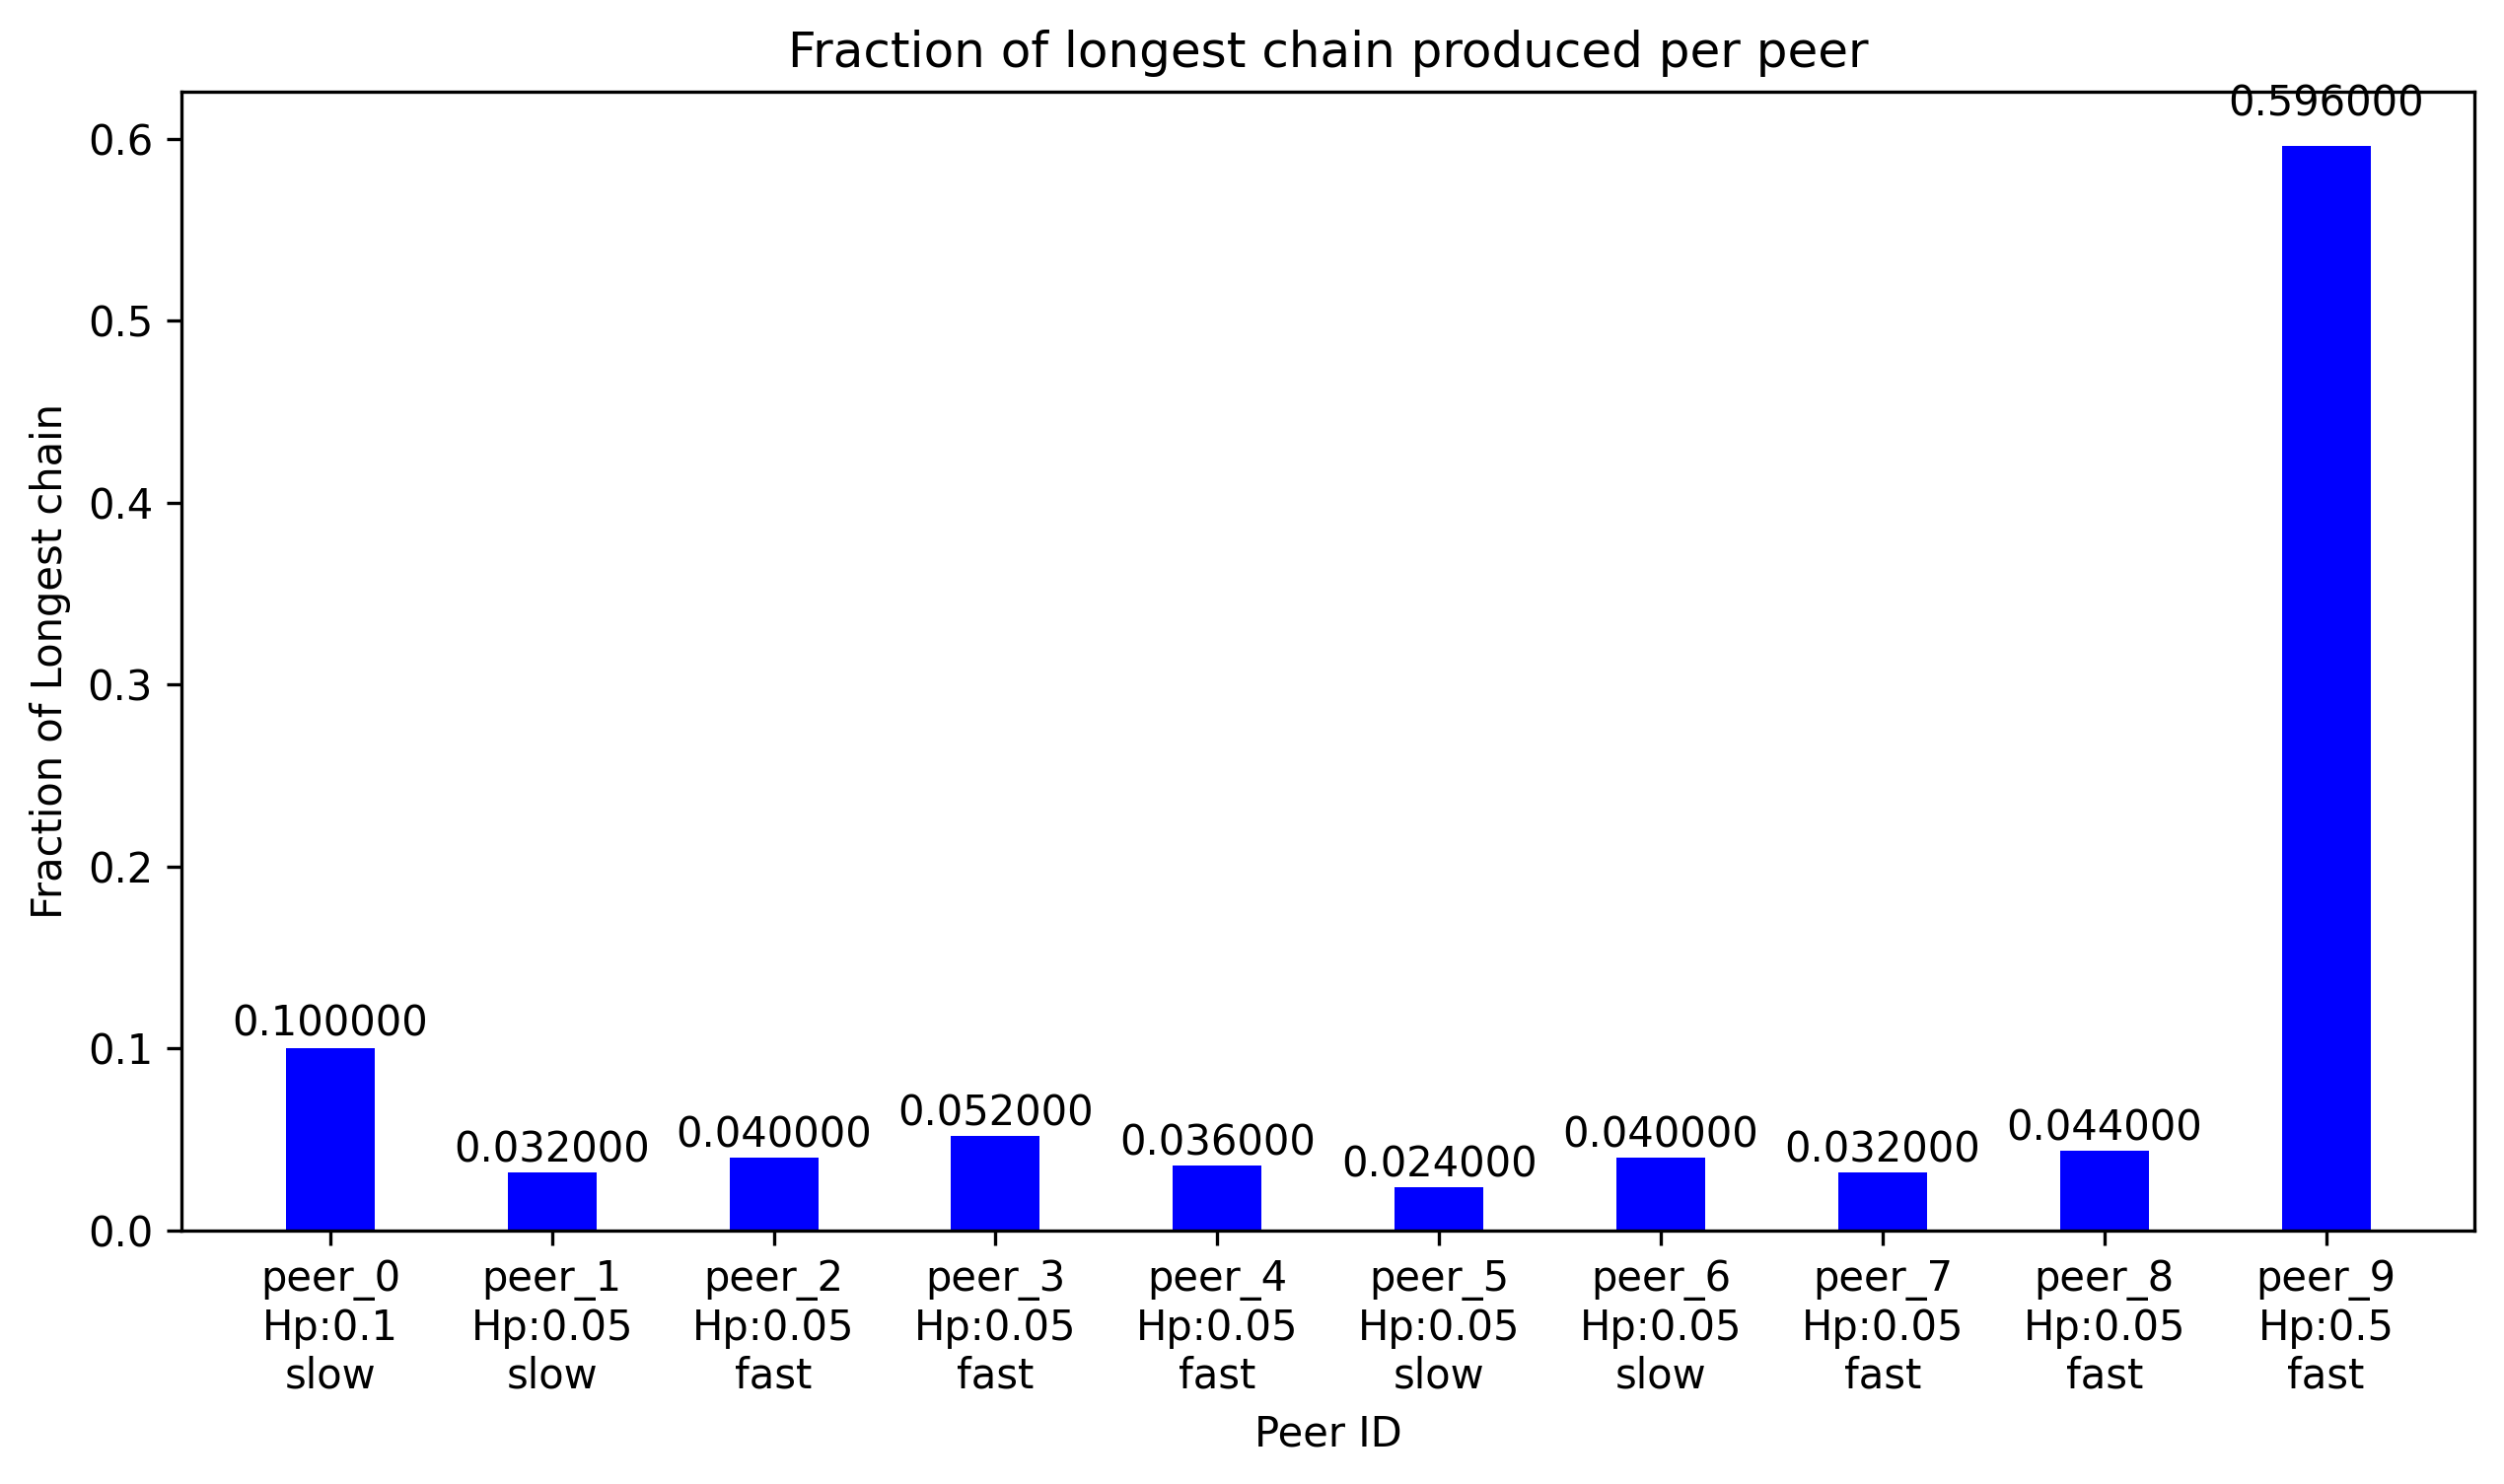 Fraction of longest chain produced per peer
Fraction of Longest chain
0.6
0.5
0.4
0.3
0.2
0.1
0.0
0.100000
0.032000
0.040000
0.052000
0.036000
0.024000
0.040000
0.032000
0.044000
0.596000
peer_0
Hp:0.1
slow
peer_1
Hp:0.05
slow
peer_2
Hp:0.05
fast
peer_3
Hp:0.05
fast
peer_4
Hp:0.05
fast
peer_5
Hp:0.05
slow
peer_6
Hp:0.05
slow
peer_7
Hp:0.05
fast
peer_8
Hp:0.05
fast
peer_9
Hp:0.5
fast
Peer ID